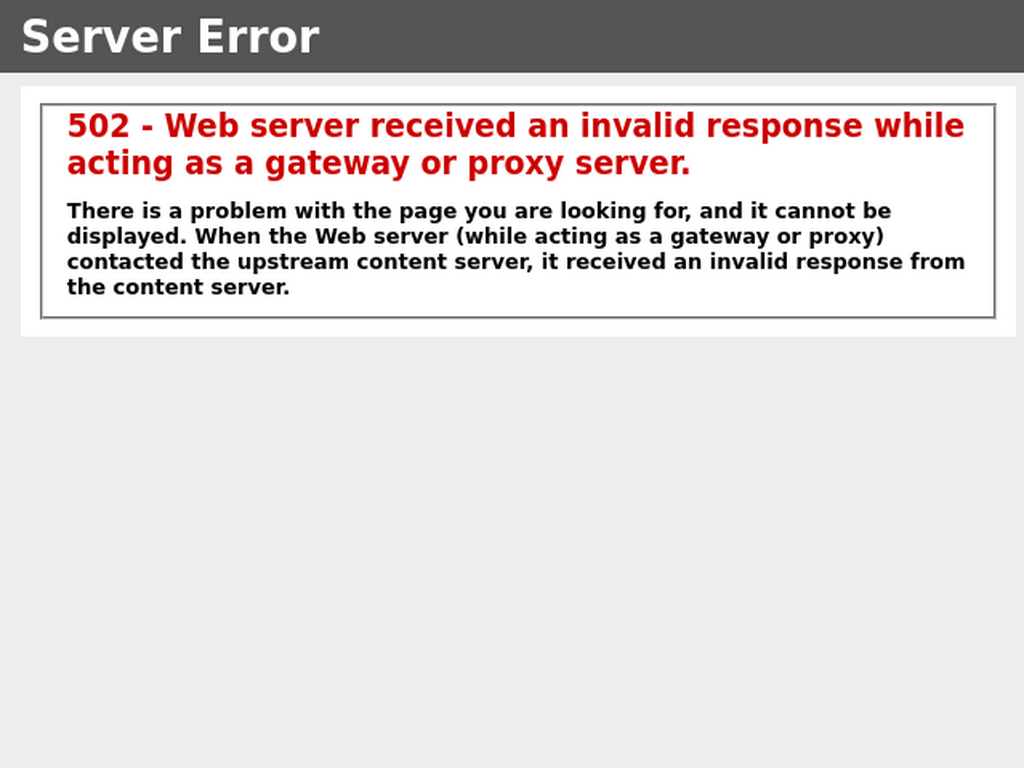 Server Error
502 - Web server received an invalid response while
acting as a gateway or proxy server.
There is a problem with the page you are looking for, and it cannot be
displayed. When the Web server (while acting as a gateway or proxy)
contacted the upstream content server, it received an invalid response from
the content server.